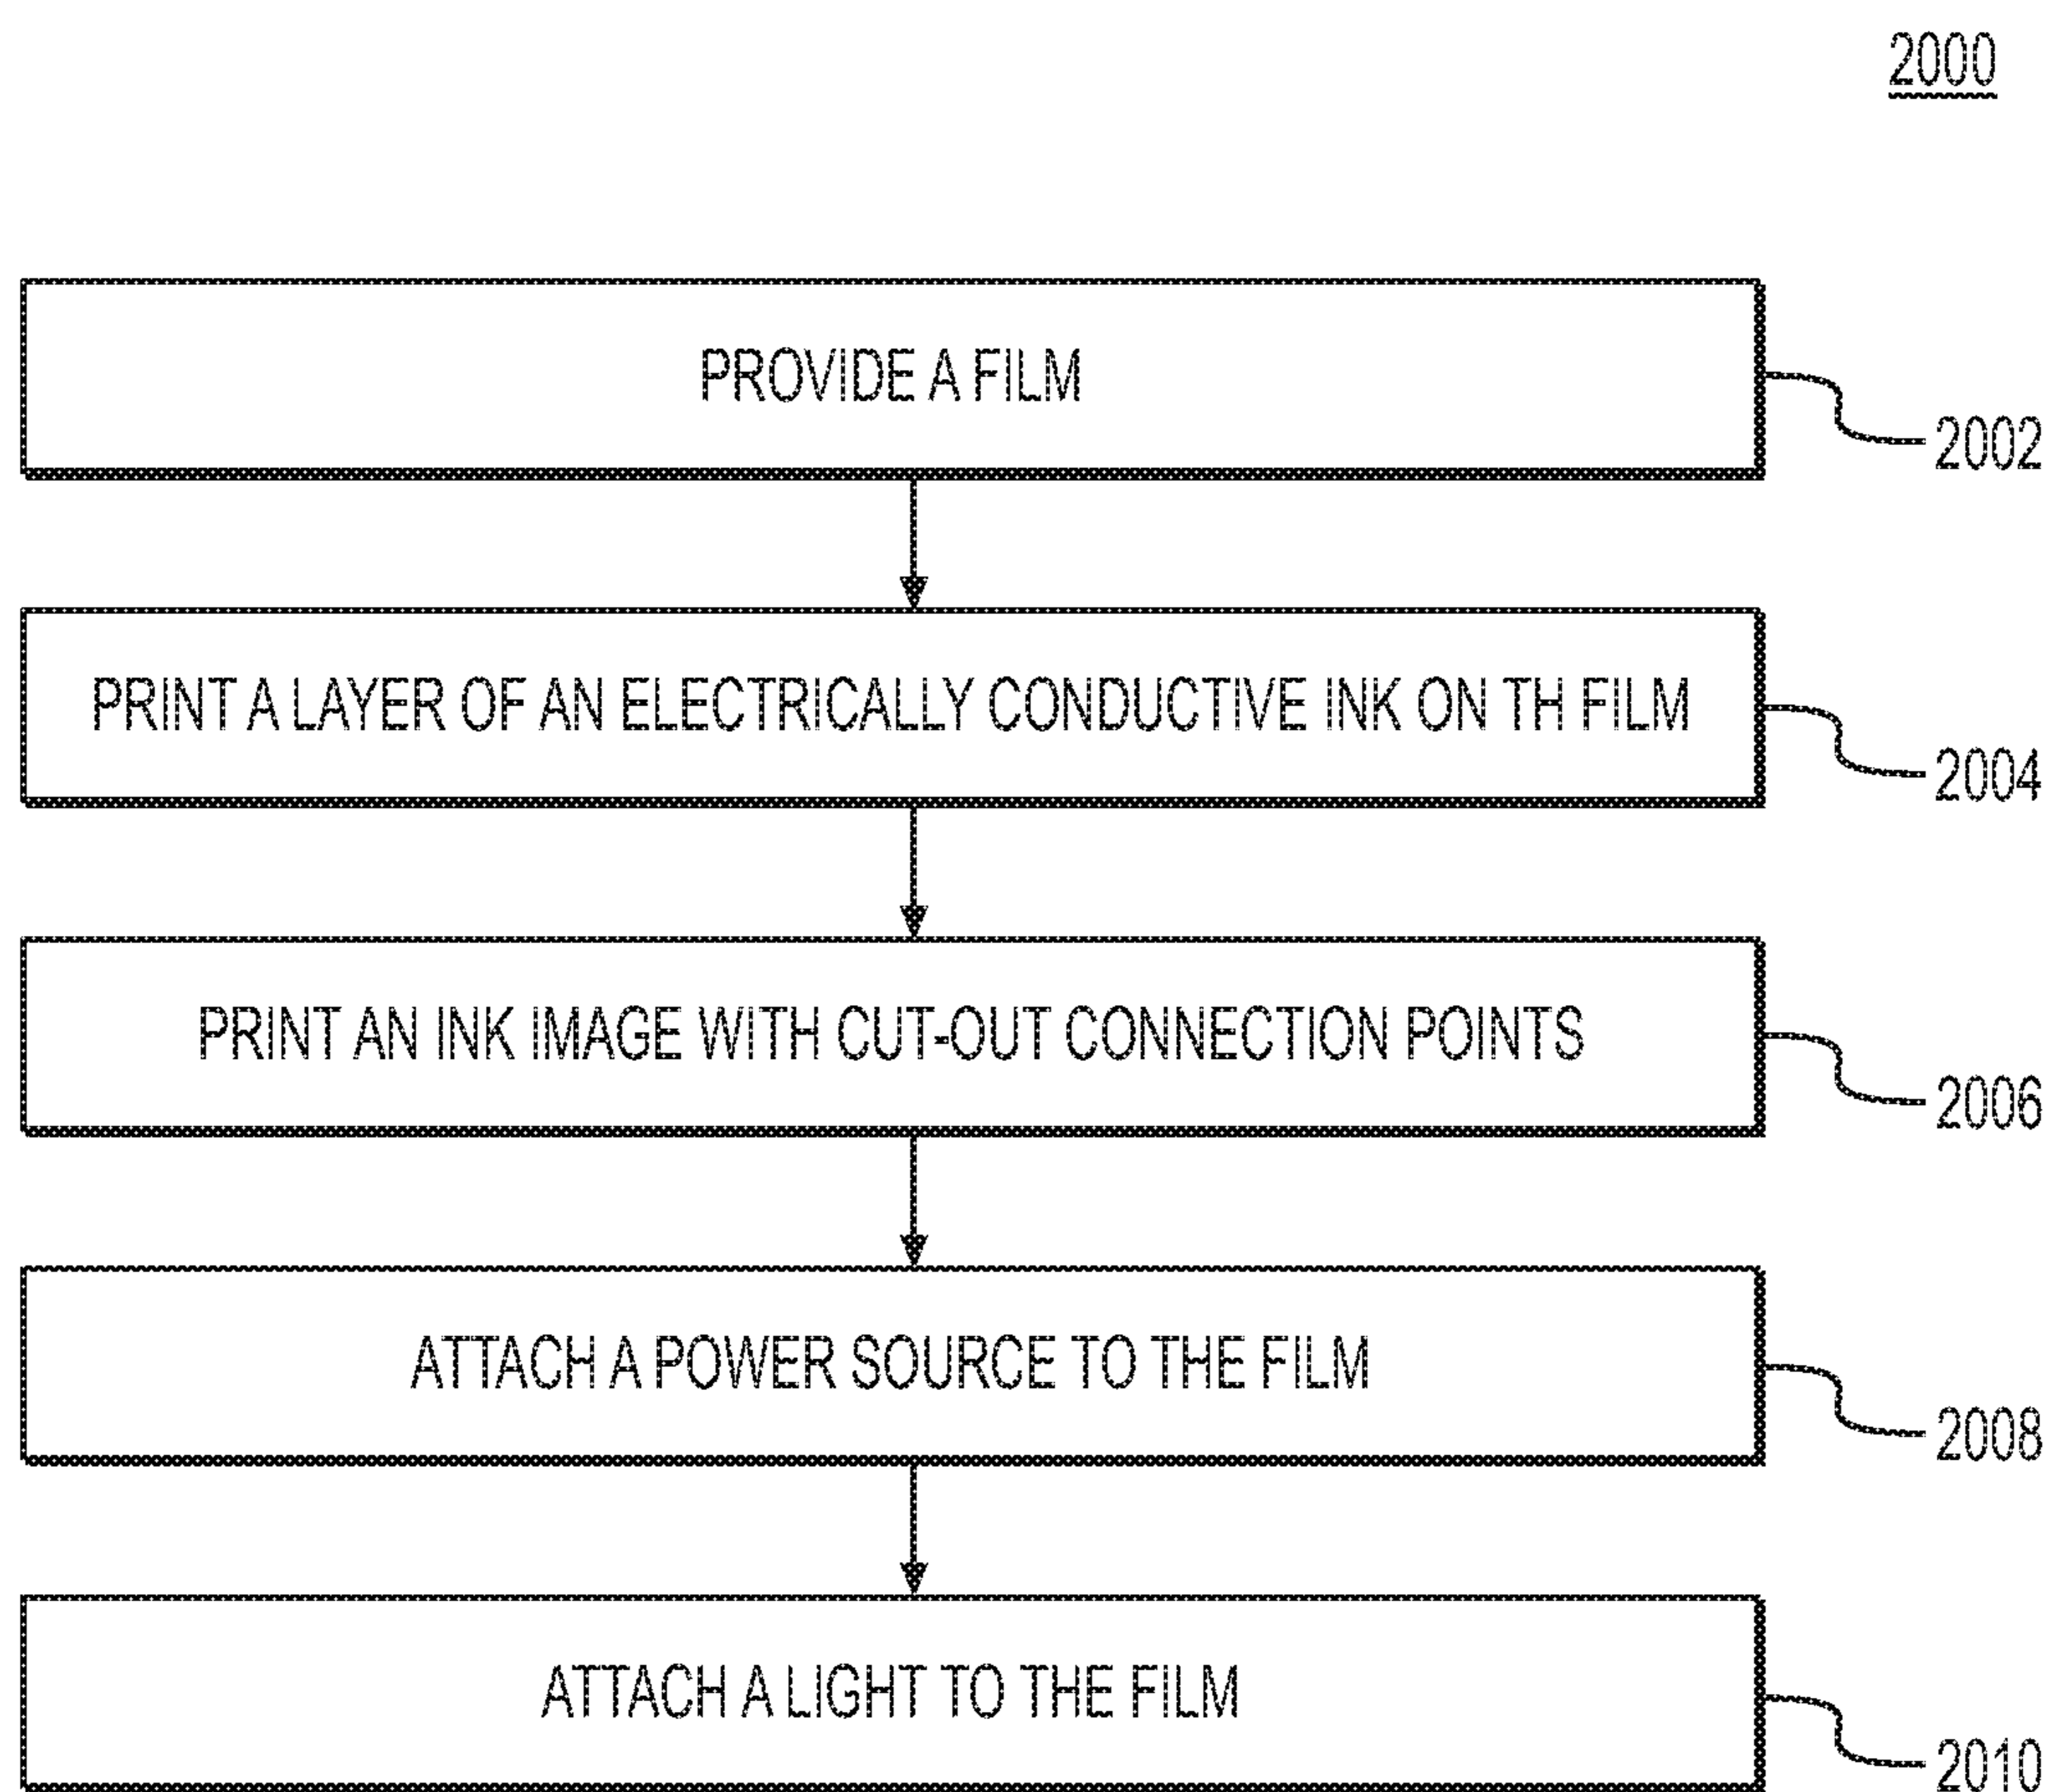 2000
PROVIDE A FILM
2002
PRINT A LAYER OF AN ELECTRICALLY CONDUCTIVE INK ON TH FILM
2004
PRINT AN INK IMAGE WITH CUT-OUT CONNECTION POINTS
2006
ATTACH A POWER SOURCE TO THE FILM
2008
ATTACH A LIGHT TO THE FILM
2010